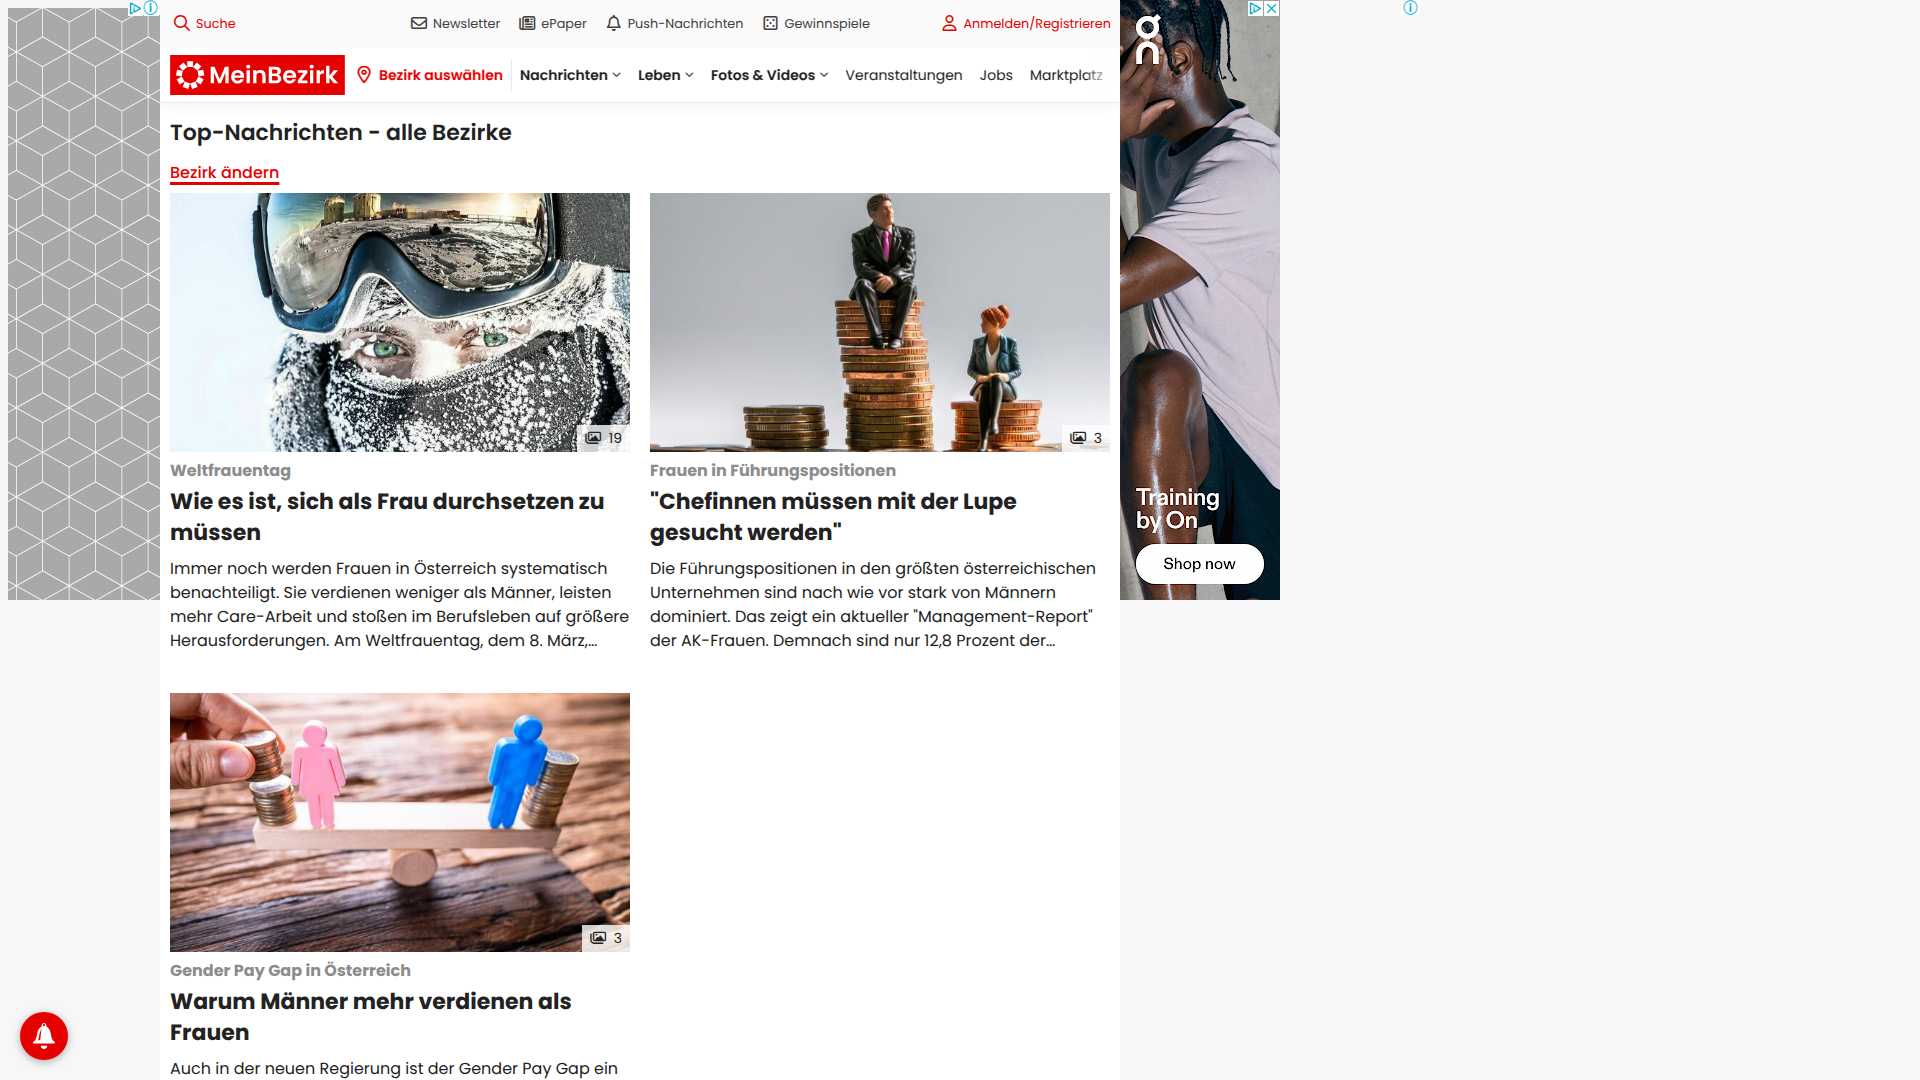 Suche
Newsletter
ePaper
Push-Nachrichten
Gewinnspiele
Anmelden/Registrieren
MeinBezirk
Bezirk auswählen
Nachrichten
Leben
Fotos & Videos
Veranstaltungen
Jobs
Marktplatz
Top-Nachrichten - alle Bezirke
Bezirk ändern
19
Weltfrauentag
Wie es ist, sich als Frau durchsetzen zu
müssen
Immer noch werden Frauen in Österreich systematisch
benachteiligt. Sie verdienen weniger als Männer, leisten
mehr Care-Arbeit und stoßen im Berufsleben auf größere
Herausforderungen. Am Weltfrauentag, dem 8. März,...
3
Frauen in Führungspositionen
"Chefinnen müssen mit der Lupe
gesucht werden"
Die Führungspositionen in den größten österreichischen
Unternehmen sind nach wie vor stark von Männern
dominiert. Das zeigt ein aktueller "Management-Report"
der AK-Frauen. Demnach sind nur 12,8 Prozent der...
3
Gender Pay Gap in Österreich
Warum Männer mehr verdienen als
Frauen
Auch in der neuen Regierung ist der Gender Pay Gap ein
on
Training
by On
Shop now